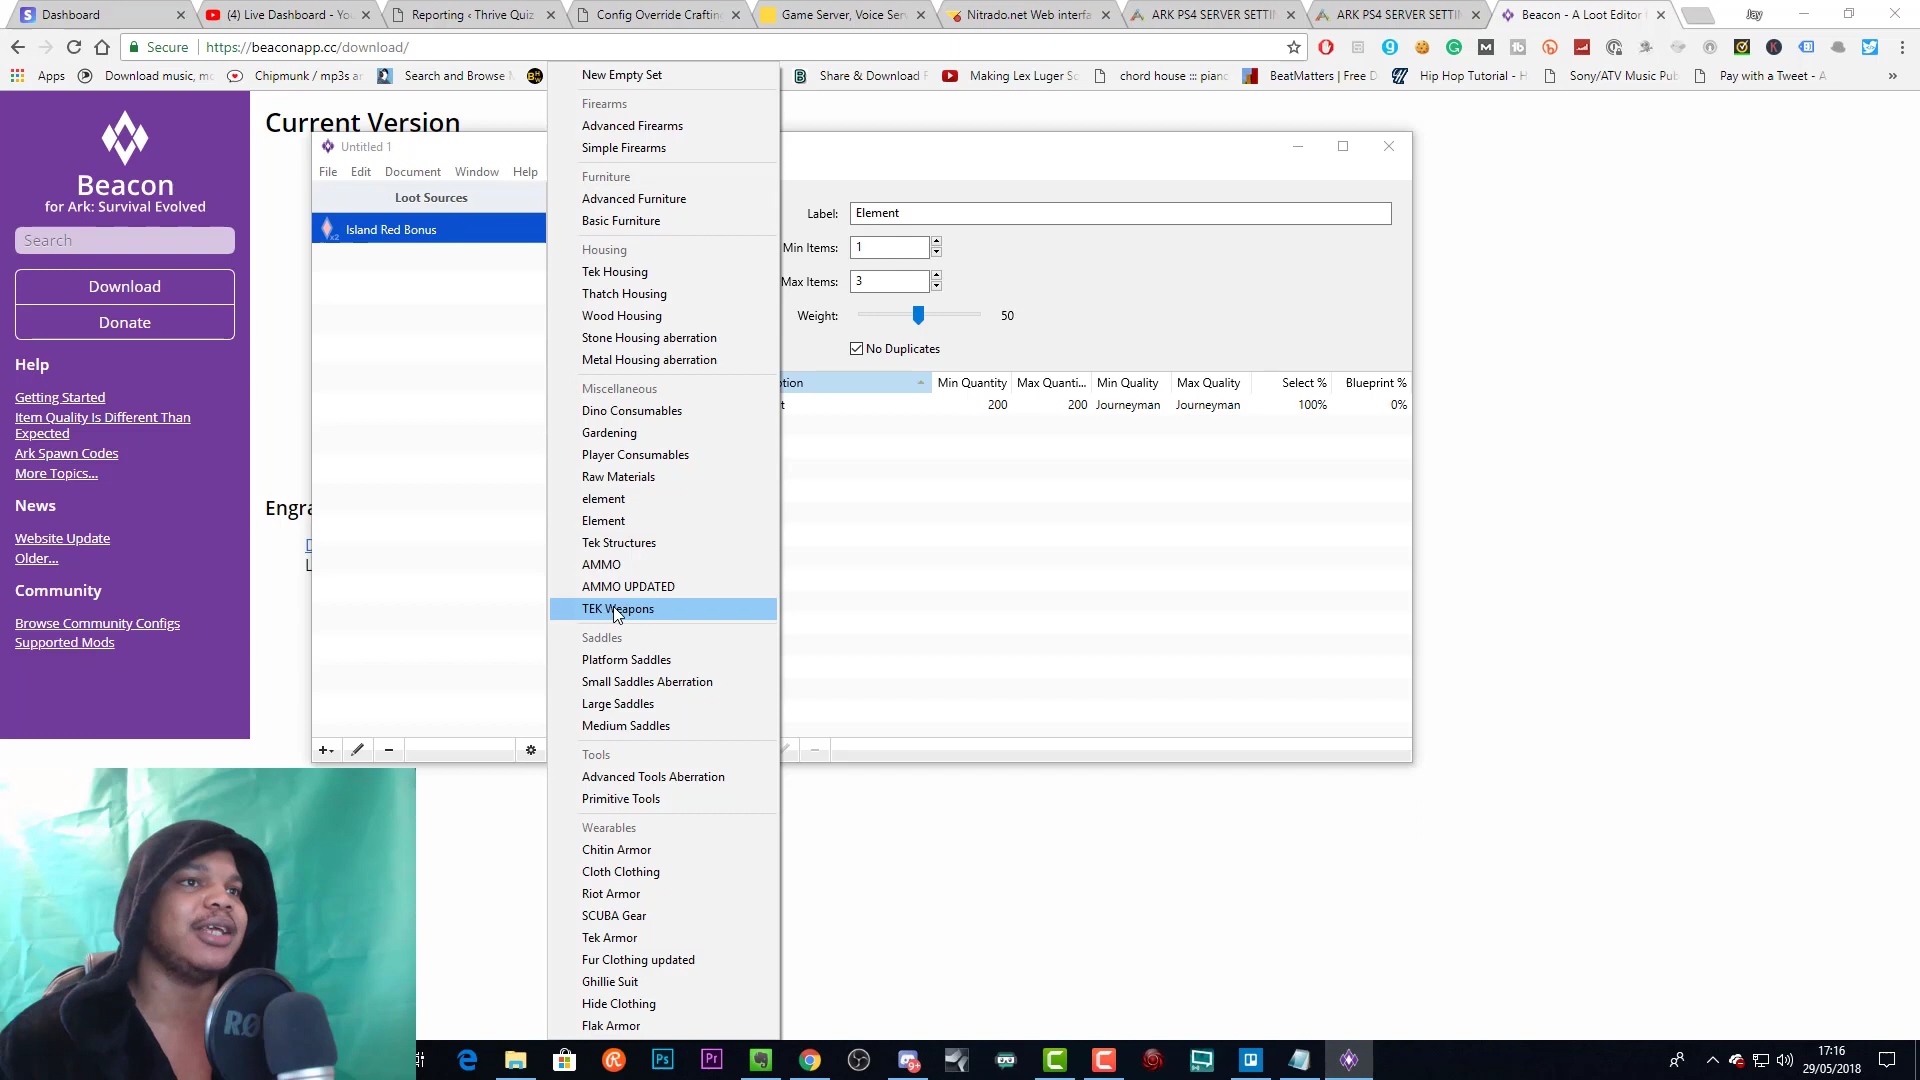 Dashboard
(4) Live Dashboard - Yo
Reporting ‹ Thrive Quiz
Config Override Craftin
Game Server, Voice Serv
Nitrado.net Web interfa
ARK PS4 SERVER SETTI
ARK PS4 SERVER SETTI
Beacon - A Loot Editor
Jay
Secure
https://beaconapp.cc/download/
Apps
Download music, m
Chipmunk / mp3s ar
Search and Browse
Share & Download F
Making Lex Luger So
chord house ::: pian
BeatMatters | Free D
Hip Hop Tutorial - H
Sony/ATV Music Pub
Pay with a Tweet - A
Beacon
for Ark: Survival Evolved
Search
Download
Donate
Help
Getting Started
Item Quality Is Different Than
Expected
Ark Spawn Codes
More Topics...
News
Website Update
Older...
Community
Browse Community Configs
Supported Mods
Current Version
Engra
Untitled 1
File Edit Document Window Help
Loot Sources
Island Red Bonus
x2
New Empty Set
Firearms
Advanced Firearms
Simple Firearms
Furniture
Advanced Furniture
Basic Furniture
Housing
Tek Housing
Thatch Housing
Wood Housing
Stone Housing aberration
Metal Housing aberration
Miscellaneous
Dino Consumables
Gardening
Player Consumables
Raw Materials
element
Element
Tek Structures
AMMO
AMMO UPDATED
TEK Weapons
Saddles
Platform Saddles
Small Saddles Aberration
Large Saddles
Medium Saddles
Tools
Advanced Tools Aberration
Primitive Tools
Wearables
Chitin Armor
Cloth Clothing
Riot Armor
SCUBA Gear
Tek Armor
Fur Clothing updated
Ghillie Suit
Hide Clothing
Flak Armor
Label: Element
Min Items: 1
Max Items: 3
Weight: 50
No Duplicates
ption Min Quantity Max Quanti... Min Quality Max Quality Select % Blueprint %
t 200 200 Journeyman Journeyman 100% 0%
RØ
17:16
29/05/2018